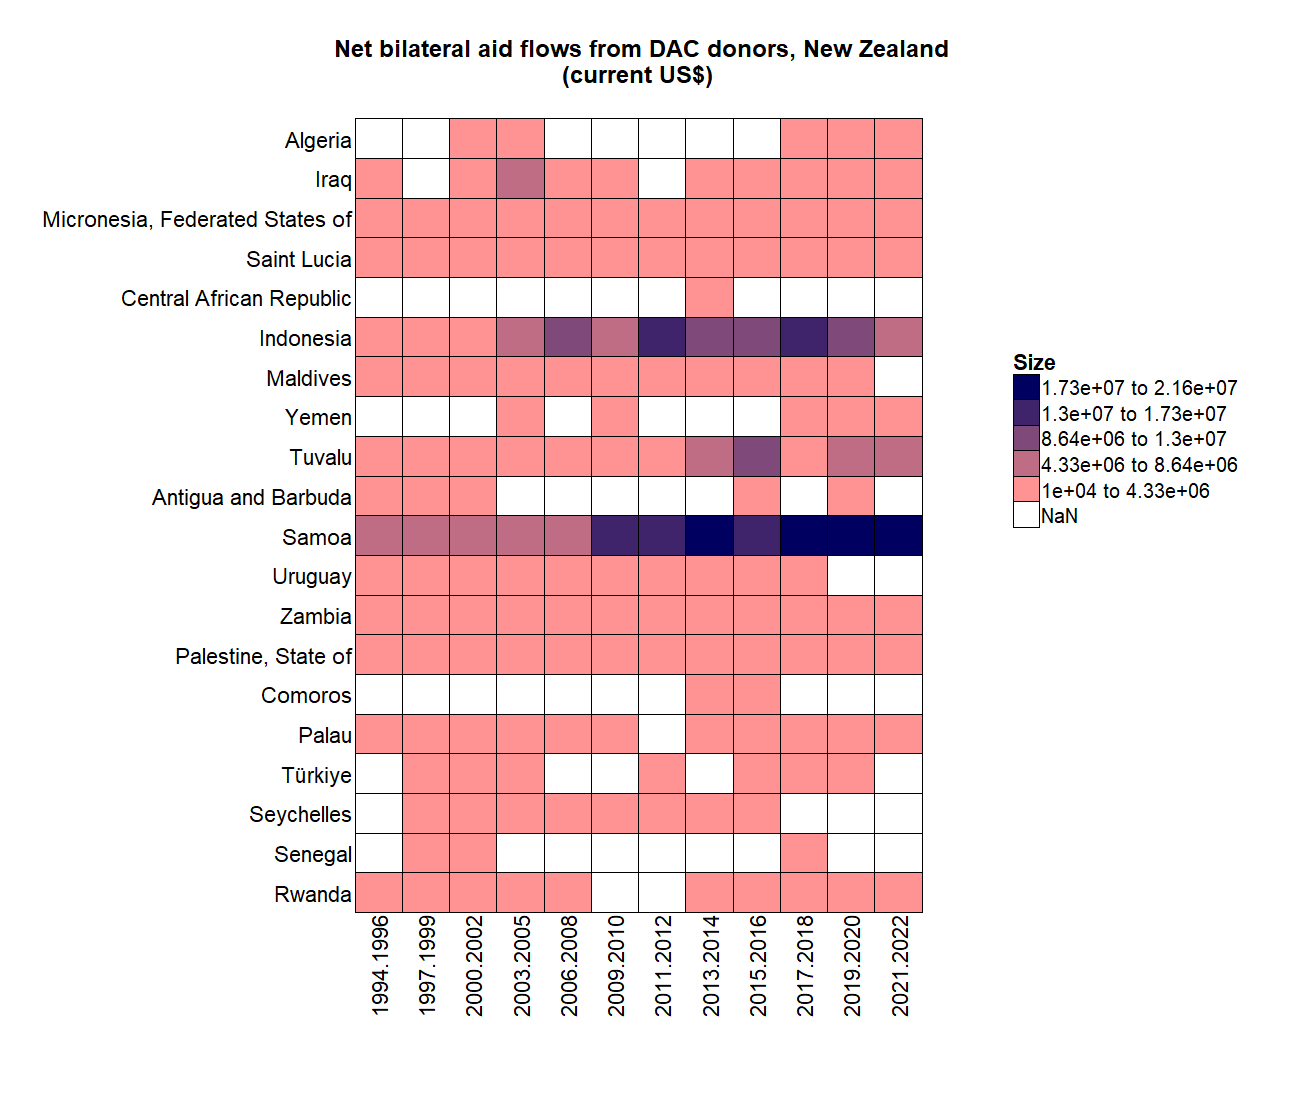 Net bilateral aid flows from DAC donors, New Zealand
(current US$)
Algeria
Iraq
Micronesia, Federated States of
Saint Lucia
Central African Republic
Indonesia
Maldives
Yemen
Tuvalu
Antigua and Barbuda
Samoa
Uruguay
Zambia
Palestine, State of
Comoros
Palau
Türkiye
Seychelles
Senegal
Rwanda
1994.1996
1997.1999
2000.2002
2003.2005
2006.2008
2009.2010
2011.2012
2013.2014
2015.2016
2017.2018
2019.2020
2021.2022
Size
1.73e+07 to 2.16e+07
1.3e+07 to 1.73e+07
8.64e+06 to 1.3e+07
4.33e+06 to 8.64e+06
1e+04 to 4.33e+06
NaN